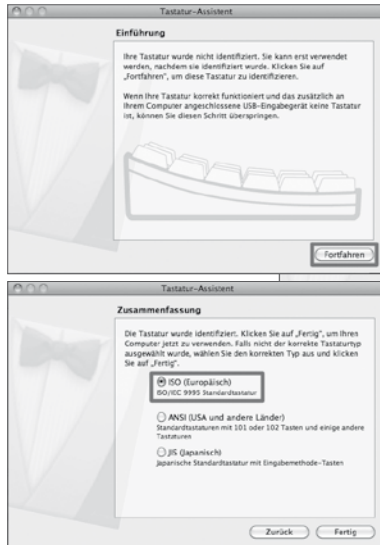 Tastatur-Assistent
Einführung
Ihre Tastatur wurde nicht identifiziert. Sie kann erst verwendet
werden, nachdem sie identifiziert wurde. Klicken Sie auf
„Fortfahren“, um diese Tastatur zu identifizieren.
Wenn Ihre Tastatur korrekt funktioniert und das zusätzlich an
Ihrem Computer angeschlossene USB-Eingabegerät keine Tastatur
ist, können Sie diesen Schritt überspringen.
Fortfahren
Tastatur-Assistent
Zusammenfassung
Die Tastatur wurde identifiziert. Klicken Sie auf „Fertig“, um Ihren
Computer jetzt zu verwenden. Falls nicht der korrekte Tastaturtyp
ausgewählt wurde, wählen Sie den korrekten Typ aus und klicken
Sie auf „Fertig“.
ISO (Europäisch)
ISO/IEC 9995 Standardtastatur
ANSI (USA und andere Länder)
Standardtastaturen mit 101 oder 102 Tasten und einige andere
Tastaturen
JIS (Japanisch)
Japanische Standardtastatur mit Eingabemethode-Tasten
Zurück
Fertig